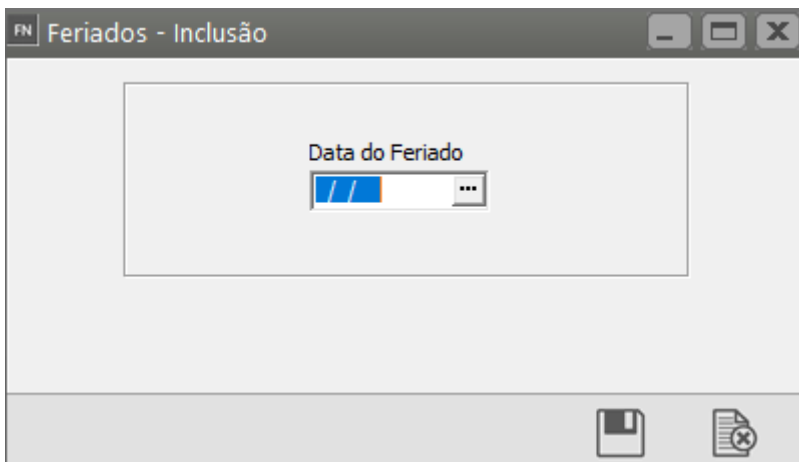 FN Feriados - Inclusão
Data do Feriado
/ /
...